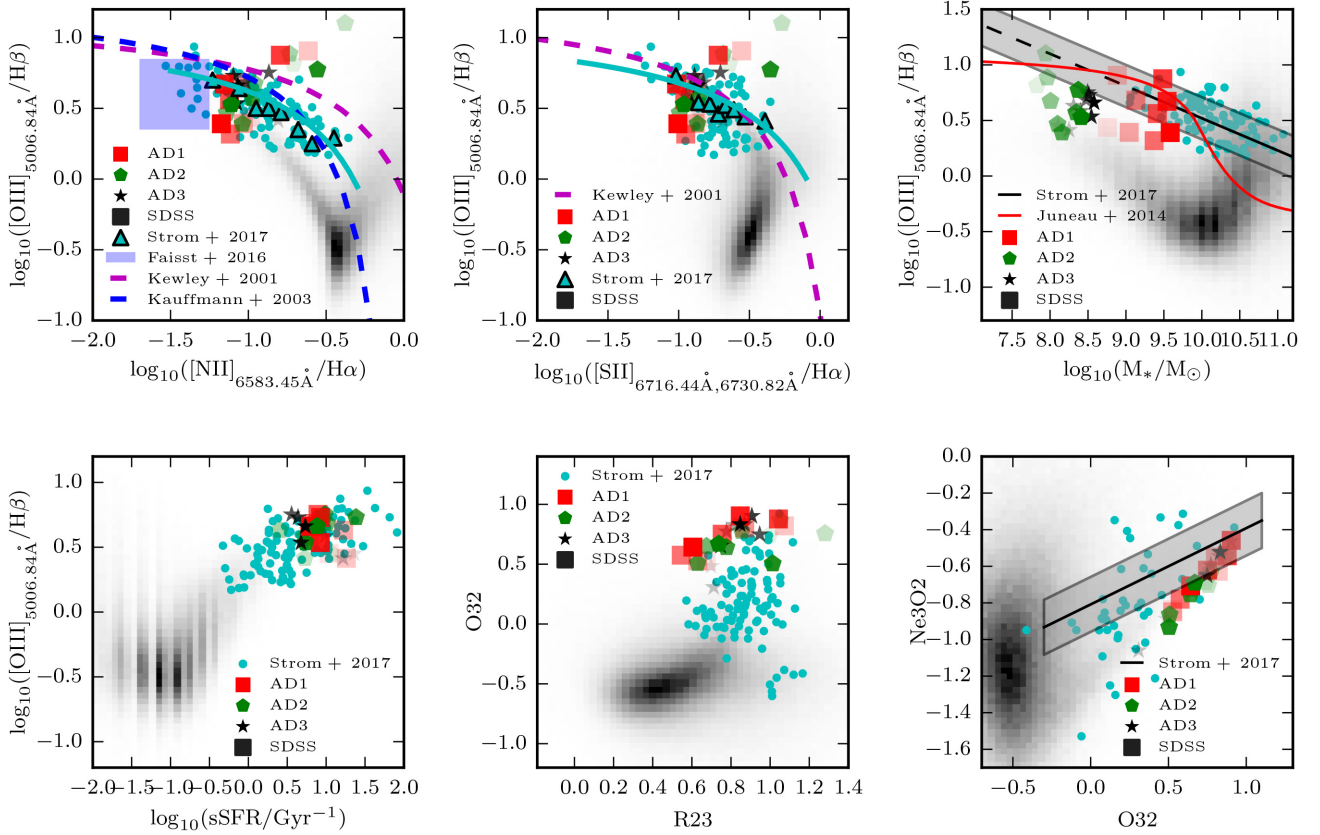 log₁₀([OIII]₅₀₀₆.₈₄Å/Hβ)
1.0
0.5
0.0
−0.5
−1.0
AD1
AD2
AD3
SDSS
Strom + 2017
Faisst + 2016
Kewley + 2001
Kauffmann + 2003
−2.0 −1.5 −1.0 −0.5 0.0
log₁₀([NII]₆₅₈₃.₄₅Å/Hα)
log₁₀([OIII]₅₀₀₆.₈₄Å/Hβ)
1.0
0.5
0.0
−0.5
−1.0
Kewley + 2001
AD1
AD2
AD3
Strom + 2017
SDSS
−2.0 −1.5 −1.0 −0.5 0.0
log₁₀([SII]₆₇₁₆.₄₄Å,₆₇₃₀.₈₂Å/Hα)
log₁₀([OIII]₅₀₀₆.₈₄Å/Hβ)
1.5
1.0
0.5
0.0
−0.5
−1.0
Strom + 2017
Juneau + 2014
AD1
AD2
AD3
SDSS
7.5 8.0 8.5 9.0 9.5 10.0 10.5 11.0
log₁₀(M*/M⊙)
log₁₀([OIII]₅₀₀₆.₈₄Å/Hβ)
1.0
0.5
0.0
−0.5
−1.0
Strom + 2017
AD1
AD2
AD3
SDSS
−2.0 −1.5 −1.0 −0.5 0.0 0.5 1.0 1.5 2.0
log₁₀(sSFR/Gyr⁻¹)
O32
1.0
0.5
0.0
−0.5
−1.0
Strom + 2017
AD1
AD2
AD3
SDSS
0.0 0.2 0.4 0.6 0.8 1.0 1.2 1.4
R23
Ne3O2
0.0
−0.2
−0.4
−0.6
−0.8
−1.0
−1.2
−1.4
−1.6
Strom + 2017
AD1
AD2
AD3
SDSS
−0.5 0.0 0.5 1.0
O32